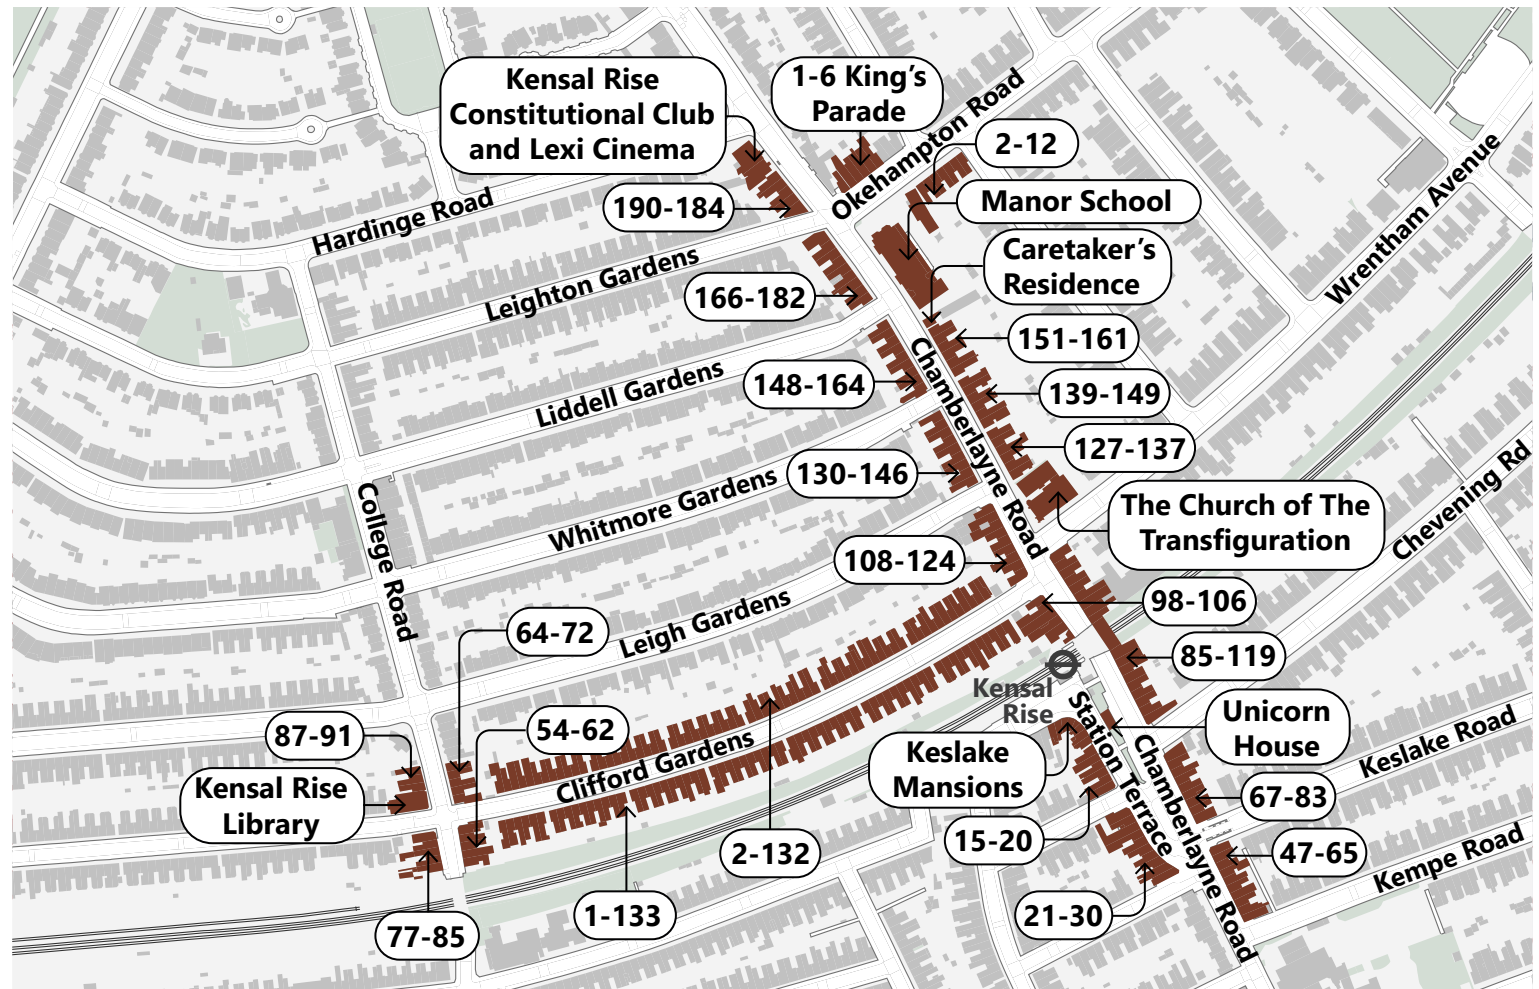 Kensal Rise
Constitutional Club
and Lexi Cinema
1-6 King's
Parade
Okehampton Road
2-12
Manor School
190-184
Hardinge Road
Caretaker's
Residence
Wrentham Avenue
Leighton Gardens
166-182
151-161
Chamberlayne Road
148-164
139-149
Liddell Gardens
127-137
130-146
Whitmore Gardens
The Church of The
Transfiguration
Chevening Rd
College Road
108-124
98-106
Leigh Gardens
64-72
85-119
Kensal
Rise
Station Terrace
Unicorn
House
87-91
54-62
Clifford Gardens
Keslake
Mansions
Chamberlayne Road
Keslake Road
Kensal Rise
Library
67-83
2-132
15-20
47-65
Kempe Road
1-133
21-30
77-85